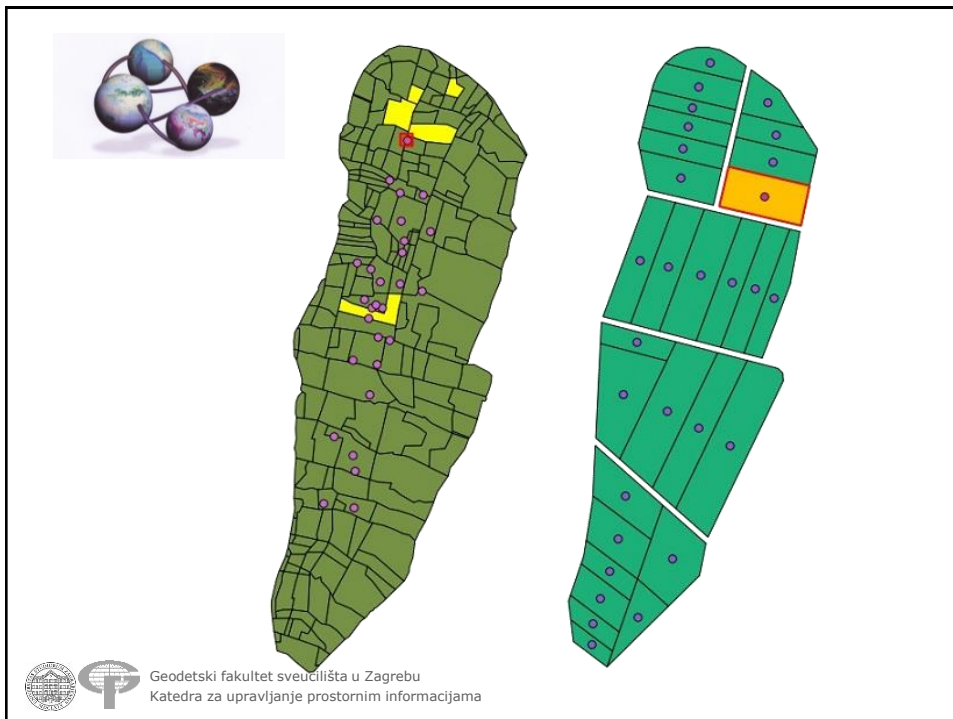 Geodetski fakultet sveučilišta u Zagrebu
Katedra za upravljanje prostornim informacijama